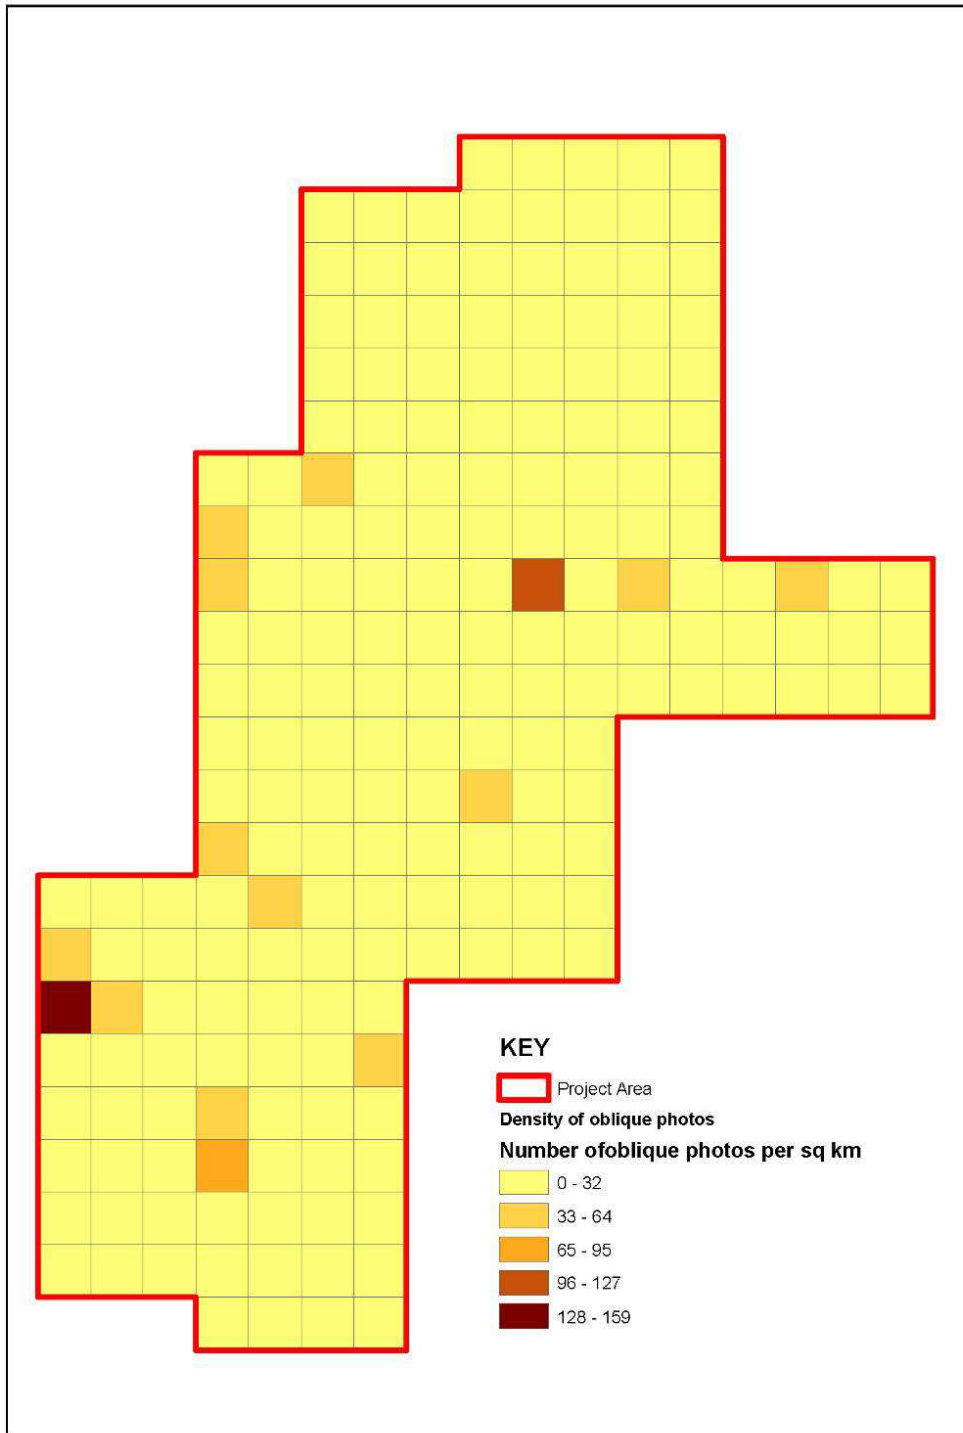 KEY
Project Area
Density of oblique photos
Number ofoblique photos per sq km
0 - 32
33 - 64
65 - 95
96 - 127
128 - 159